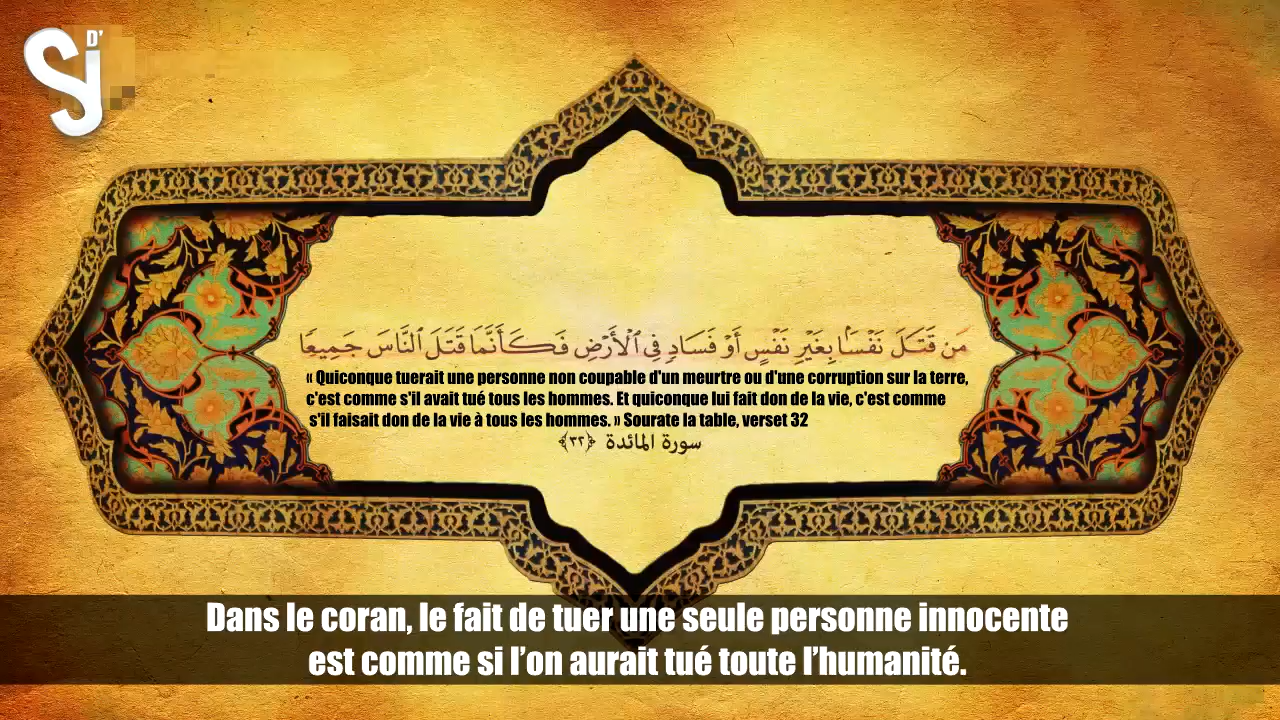 SJ D'
مَن قَتَلَ نَفْسًا بِغَيْرِ نَفْسٍ أَوْ فَسَادٍ فِي ٱلْأَرْضِ فَكَأَنَّمَا قَتَلَ ٱلنَّاسَ جَمِيعًا
« Quiconque tuerait une personne non coupable d'un meurtre ou d'une corruption sur la terre,
c'est comme s'il avait tué tous les hommes. Et quiconque lui fait don de la vie, c'est comme
s'il faisait don de la vie à tous les hommes. » Sourate la table, verset 32
سورة المائدة ﴿٣٢﴾
Dans le coran, le fait de tuer une seule personne innocente
est comme si l’on aurait tué toute l’humanité.